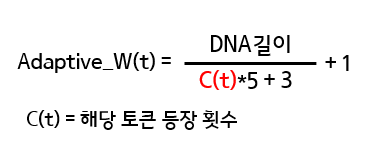 Adaptive_W(t) = DNA길이 / C(t)*5 + 3 + 1
C(t) = 해당 토큰 등장 횟수